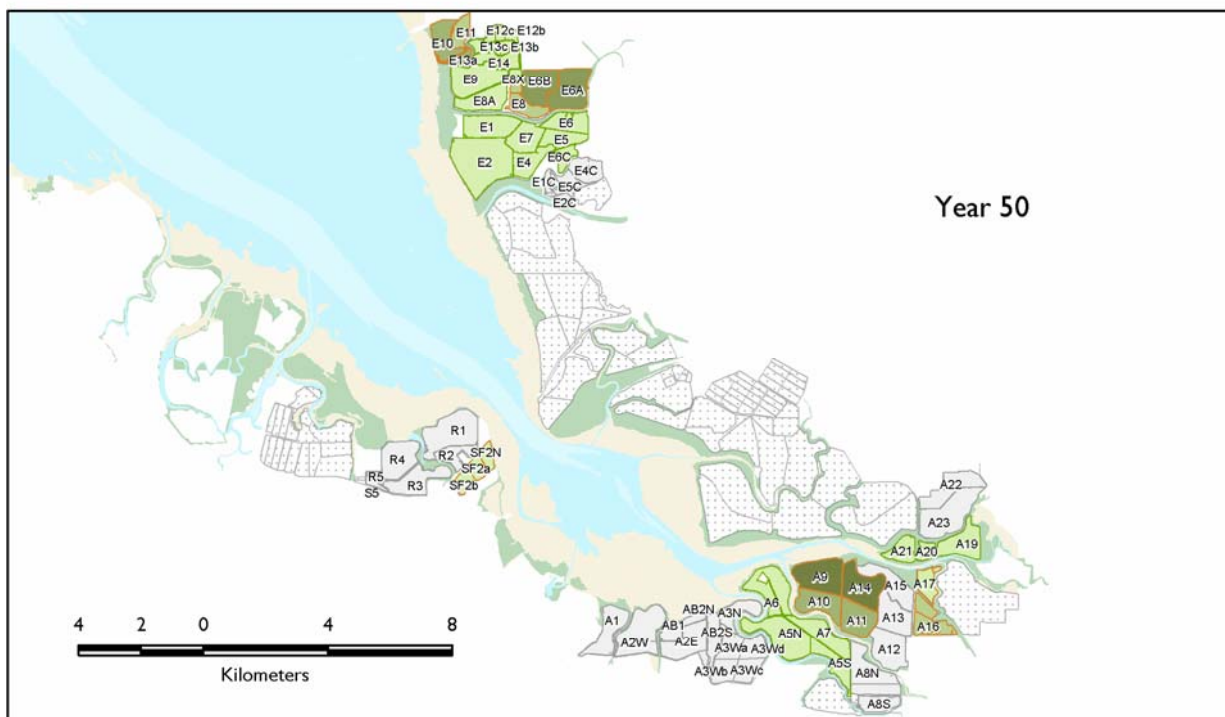 E11
E12c E12b
E10
E13c E13b
E13a
E14
E9
E8X
E6B
E6A
E8A
E8
E1
E6
E7
E5
E2
E4
E6C
E4C
E1C
E5C
E2C
Year 50
R1
R4
R2
SF2N
SF2a
R5
R3
SF2b
S5
A22
A23
A19
A21
A20
A9
A14
A15
A17
A10
A6
A11
A13
A16
AB2N
A3N
A1
AB1
AB2S
A5N
A7
A2W
A2E
A3Wa
A3Wd
A12
A3Wb
A3Wc
A5S
A8N
A8S
4 2 0 4 8
Kilometers